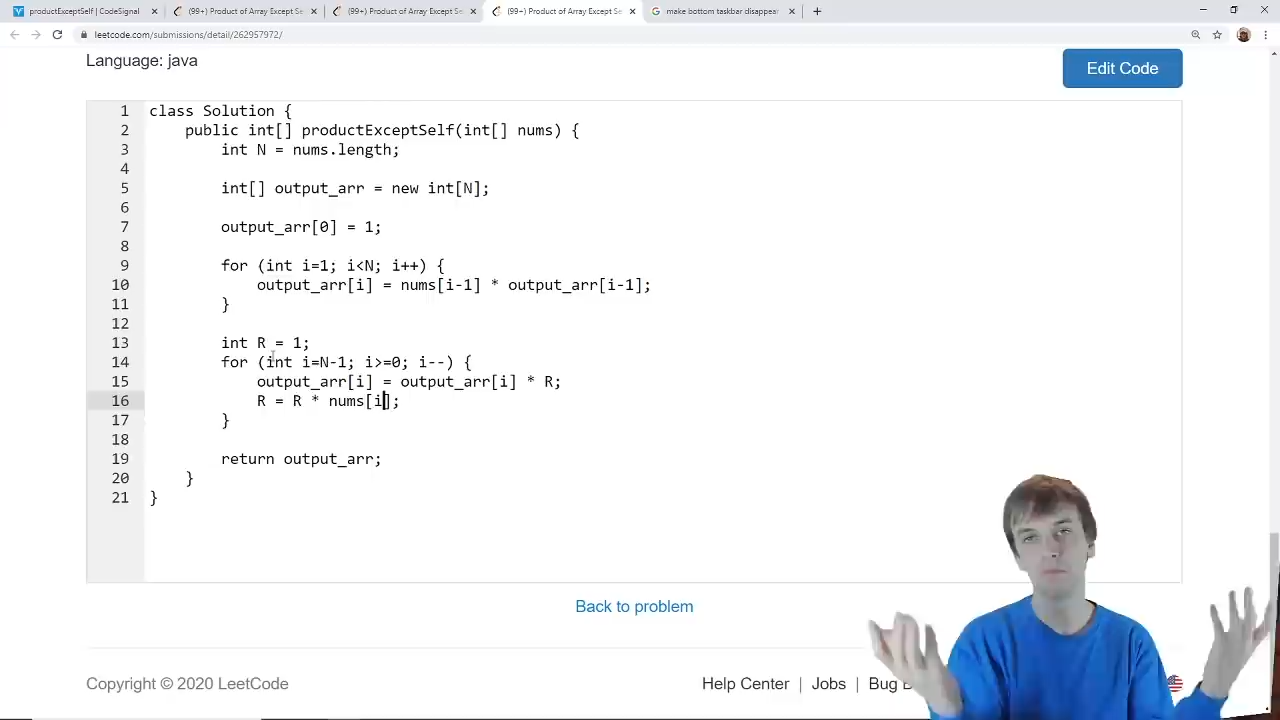 productExceptSelf | CodeSignal
(99+) Product of Array Except Se
(99+) Product of Array Except Se
(99+) Product of Array Except Se
make bottom taskbar disappear
leetcode.com/submissions/detail/262957972/
Language: java
Edit Code
1 class Solution {
2 public int[] productExceptSelf(int[] nums) {
3 int N = nums.length;
4
5 int[] output_arr = new int[N];
6
7 output_arr[0] = 1;
8
9 for (int i=1; i<N; i++) {
10 output_arr[i] = nums[i-1] * output_arr[i-1];
11 }
12
13 int R = 1;
14 for (int i=N-1; i>=0; i--) {
15 output_arr[i] = output_arr[i] * R;
16 R = R * nums[i];
17 }
18
19 return output_arr;
20 }
21 }
Back to problem
Copyright © 2020 LeetCode
Help Center | Jobs | Bug